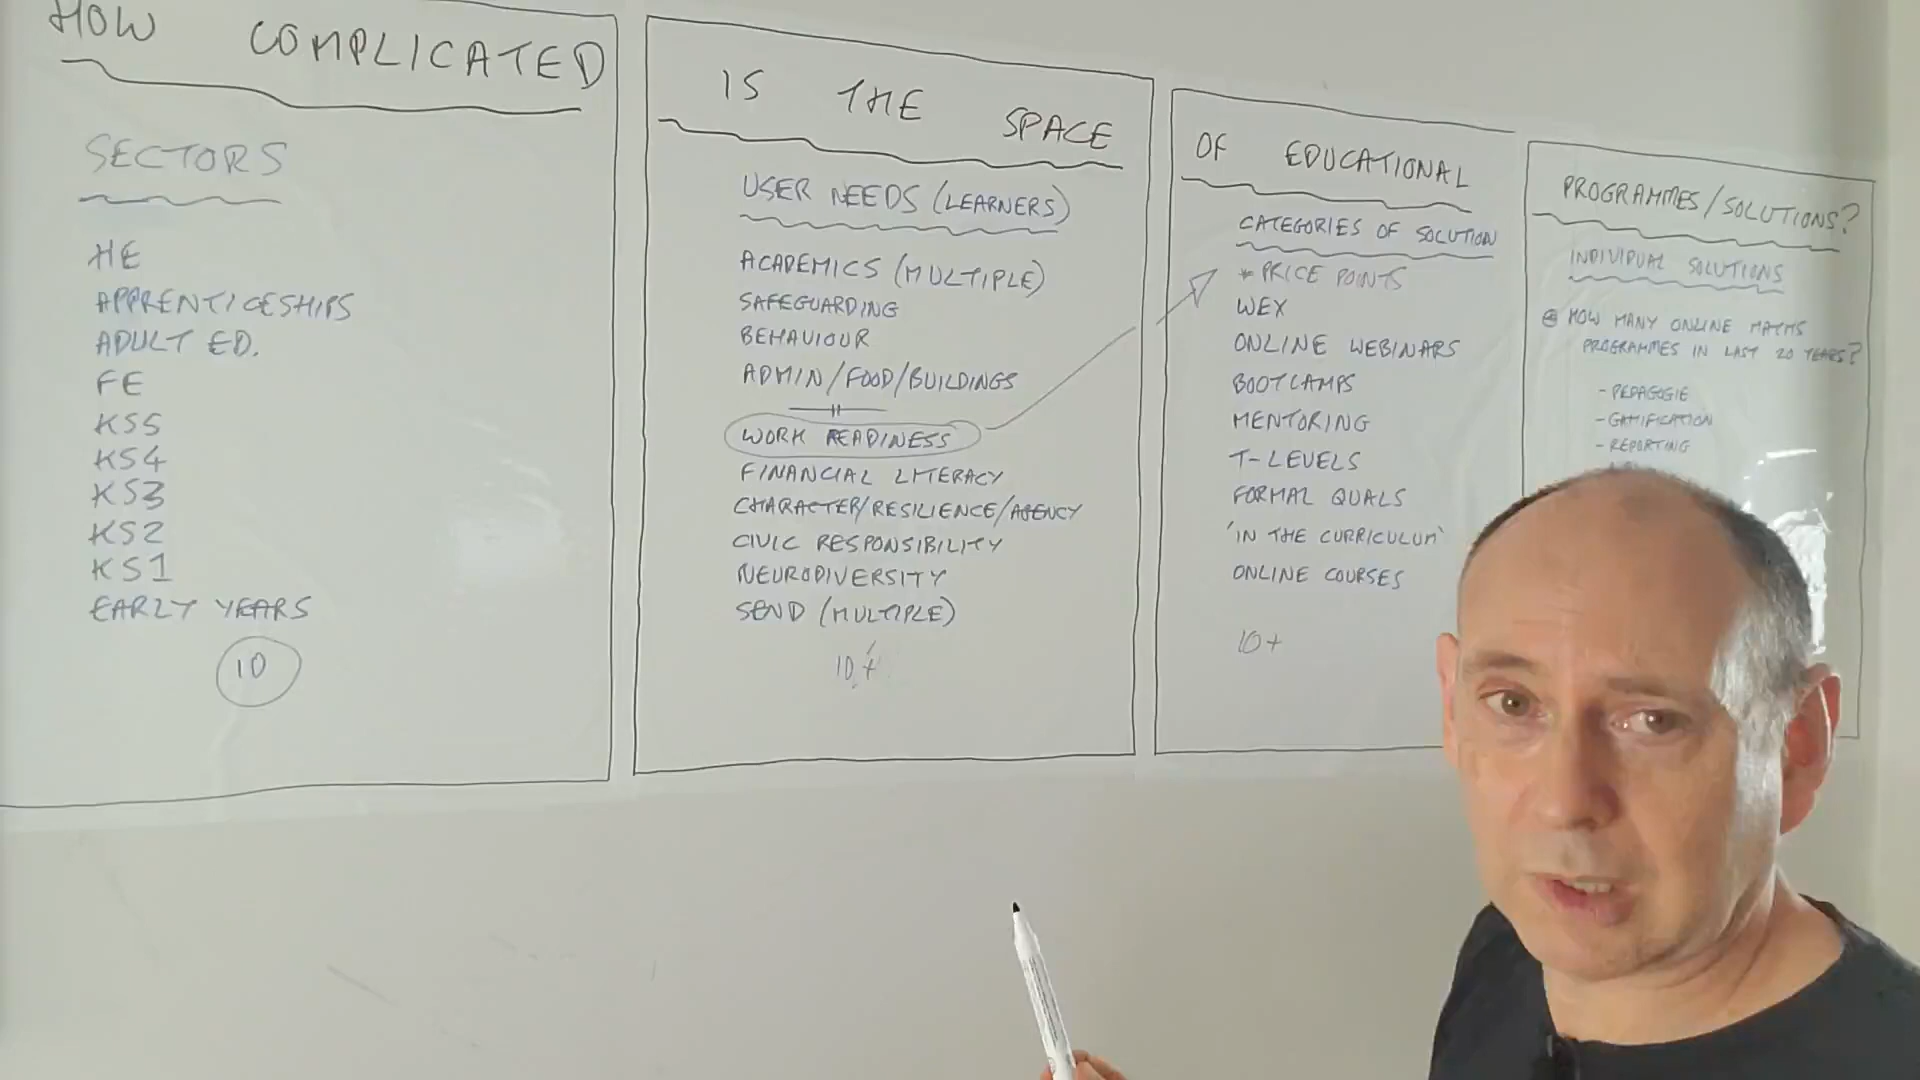 HOW COMPLICATED
SECTORS
HE
APPRENTICESHIPS
ADULT ED.
FE
KS5
KS4
KS3
KS2
KS1
EARLY YEARS
10
IS THE SPACE
USER NEEDS (LEARNERS)
ACADEMICS (MULTIPLE)
SAFEGUARDING
BEHAVIOUR
ADMIN/FOOD/BUILDINGS
WORK READINESS
FINANCIAL LITERACY
CHARACTER/RESILIENCE/AGENCY
CIVIC RESPONSIBILITY
NEURODIVERSITY
SEND (MULTIPLE)
10+
OF EDUCATIONAL
CATEGORIES OF SOLUTION
* PRICE POINTS
WEX
ONLINE WEBINARS
BOOTCAMPS
MENTORING
T-LEVELS
FORMAL QUALS
'IN THE CURRICULUM'
ONLINE COURSES
10+
PROGRAMMES/SOLUTIONS?
INDIVIDUAL SOLUTIONS
HOW MANY ONLINE MATHS
PROGRAMMES IN LAST 20 YEARS?
- PEDAGOGIE
- GAMIFICATION
- REPORTING